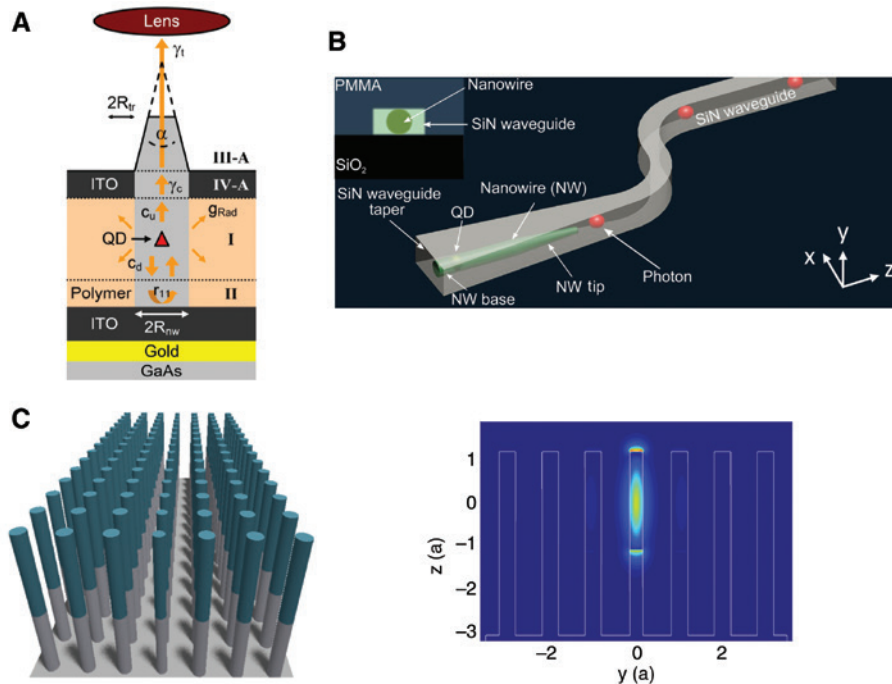 A
Lens
γt
2Rtr
α
III-A
ITO
γc
IV-A
cu
gRad
QD
I
cd
Polymer
r11
II
ITO
2Rnw
Gold
GaAs
B
PMMA
Nanowire
SiN waveguide
SiO2
SiN waveguide
taper
QD
Nanowire (NW)
SiN waveguide
Photon
NW tip
NW base
x
y
z
C
1
0
−1
−2
−3
z (a)
−2
0
2
y (a)